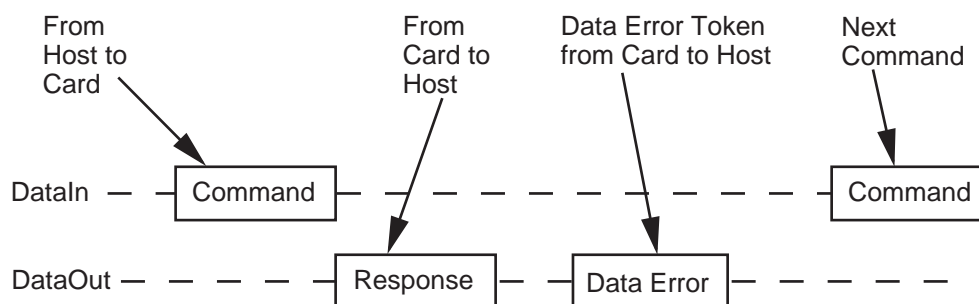 From
Host to
Card
From
Card to
Host
Data Error Token
from Card to Host
Next
Command
DataIn
Command
Command
DataOut
Response
Data Error